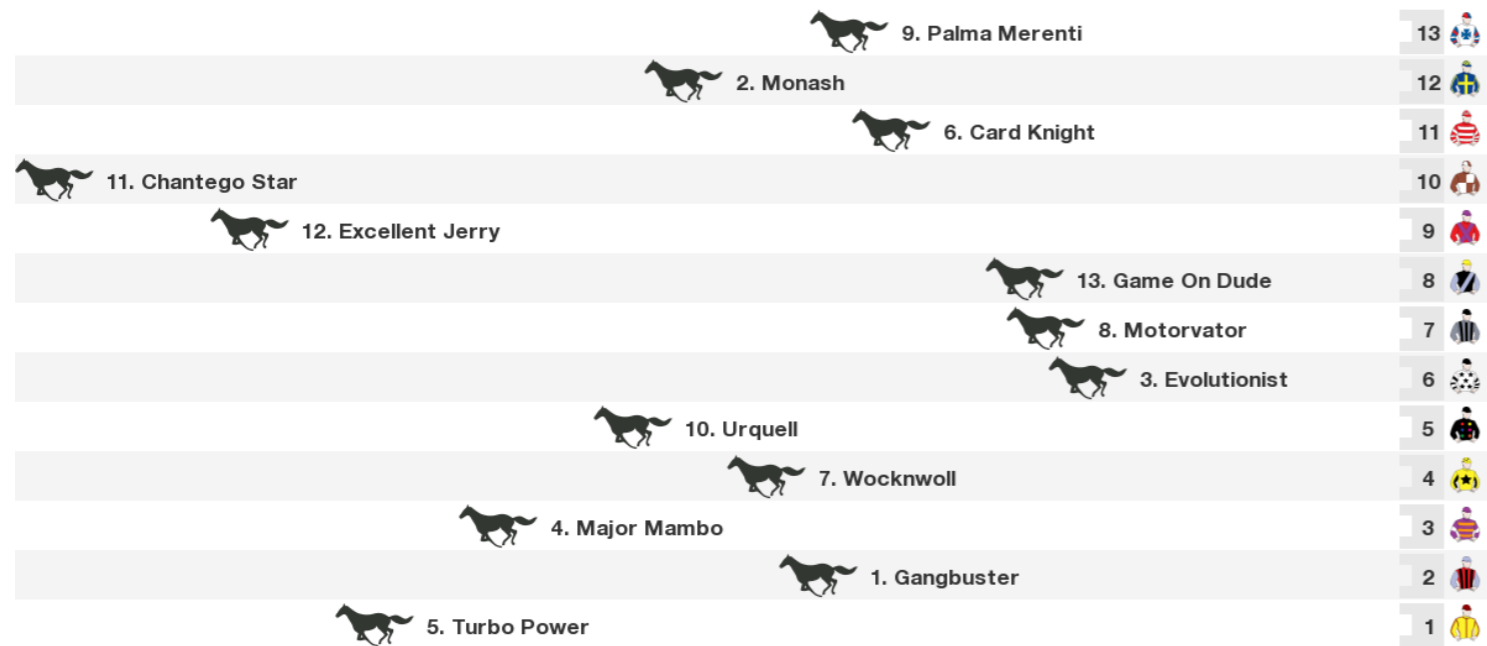 9. Palma Merenti 13
2. Monash 12
6. Card Knight 11
11. Chantego Star 10
12. Excellent Jerry 9
13. Game On Dude 8
8. Motorvator 7
3. Evolutionist 6
10. Urquell 5
7. Wocknwoll 4
4. Major Mambo 3
1. Gangbuster 2
5. Turbo Power 1